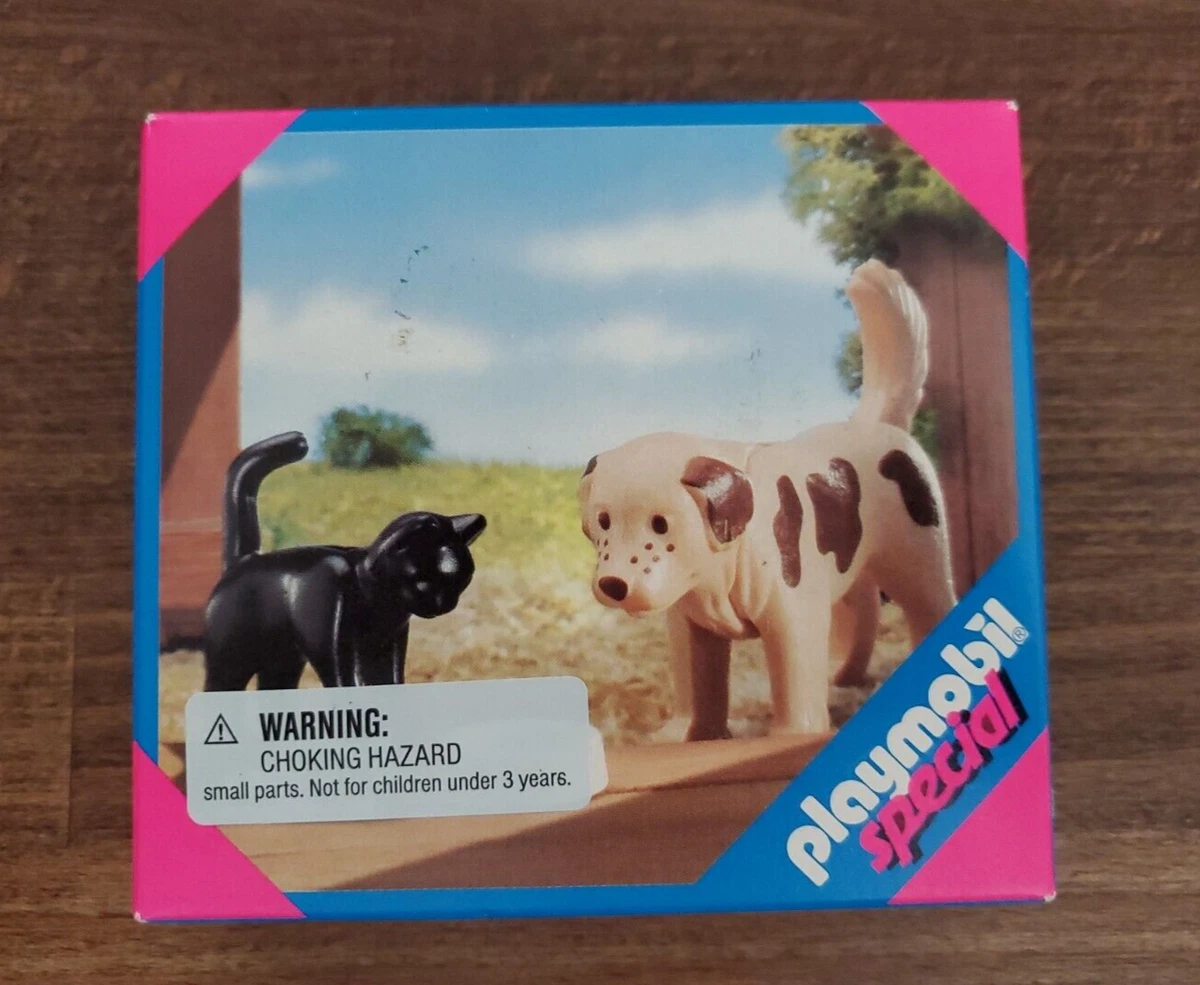 WARNING:
CHOKING HAZARD
small parts. Not for children under 3 years.
playmobil®
special